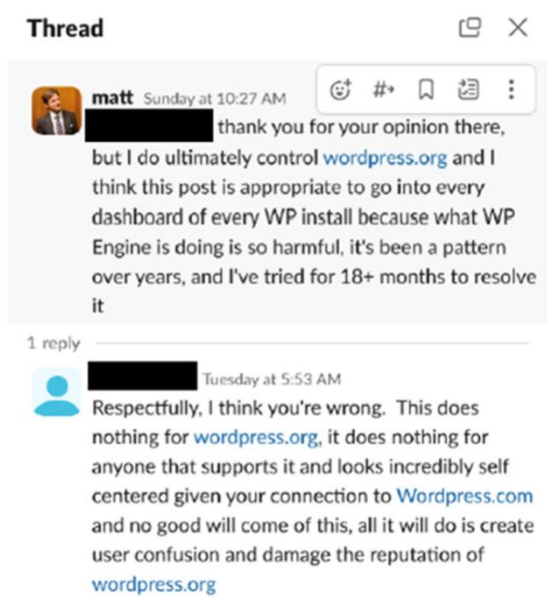 Thread
matt Sunday at 10:27 AM
thank you for your opinion there,
but I do ultimately control wordpress.org and I
think this post is appropriate to go into every
dashboard of every WP install because what WP
Engine is doing is so harmful, it's been a pattern
over years, and I've tried for 18+ months to resolve
it
1 reply
Tuesday at 5:53 AM
Respectfully, I think you're wrong.  This does
nothing for wordpress.org, it does nothing for
anyone that supports it and looks incredibly self
centered given your connection to Wordpress.com
and no good will come of this, all it will do is create
user confusion and damage the reputation of
wordpress.org